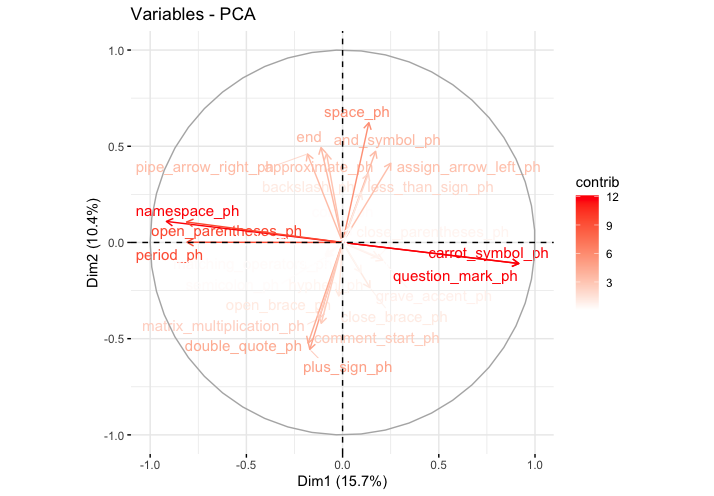 Variables - PCA
1.0
0.5
0.0
-0.5
-1.0
Dim2 (10.4%)
space_ph
end
and_symbol_ph
pipe_arrow_right_ph
approximate_ph
assign_arrow_left_ph
less_than_sign_ph
namespace_ph
open_parentheses_ph
carrot_symbol_ph
period_ph
question_mark_ph
grave_accent_ph
open_brace_ph
close_brace_ph
matrix_multiplication_ph
comment_start_ph
double_quote_ph
plus_sign_ph
-1.0
-0.5
0.0
0.5
1.0
Dim1 (15.7%)
contrib
12
9
6
3